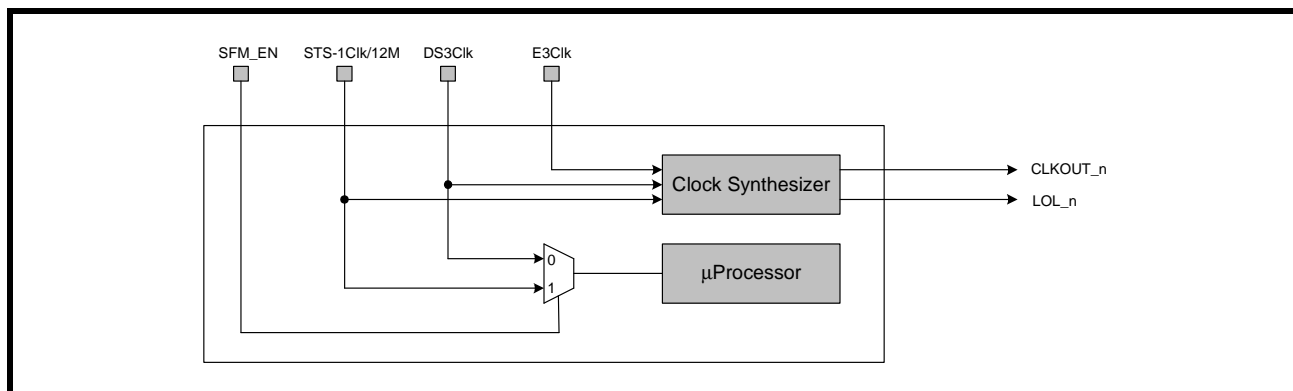 SFM_EN STS-1Clk/12M DS3Clk E3Clk
Clock Synthesizer
CLKOUT_n
LOL_n
0
1
µProcessor